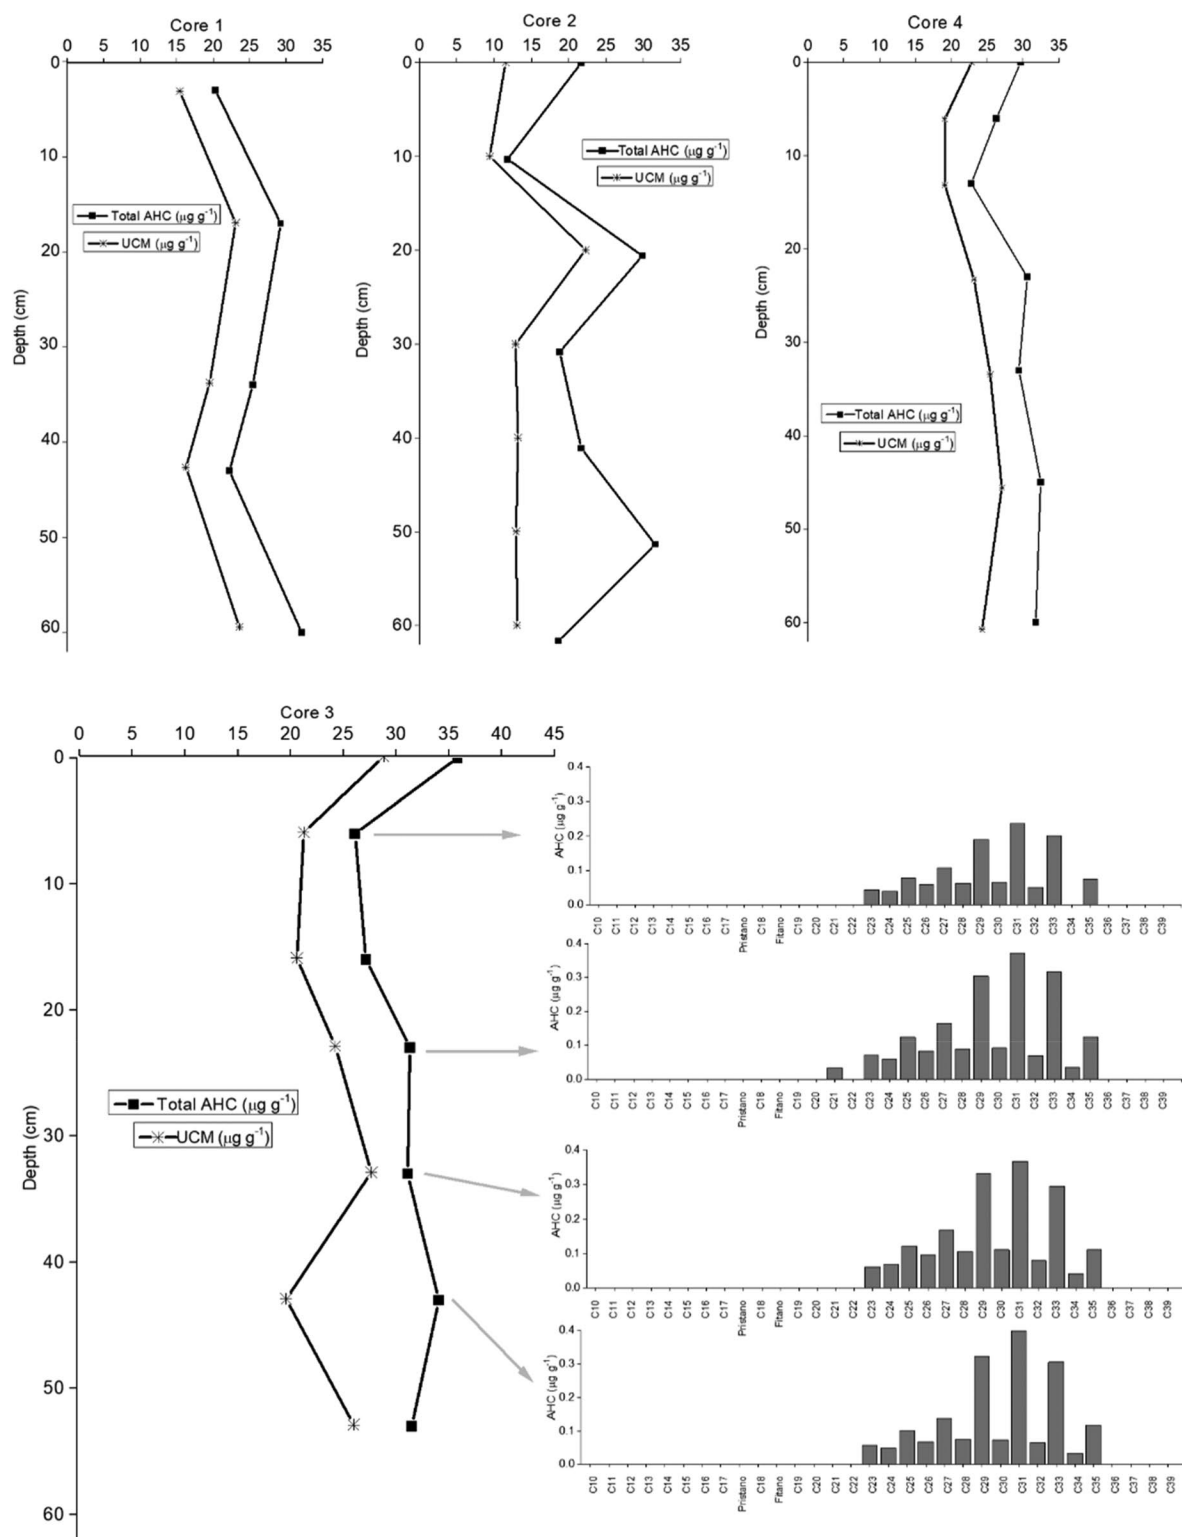 Core 1
0 5 10 15 20 25 30 35
0
10
20
30
40
50
60
Depth (cm)
Total AHC (µg g⁻¹)
UCM (µg g⁻¹)
Core 2
0 5 10 15 20 25 30 35
0
10
20
30
40
50
60
Depth (cm)
Total AHC (µg g⁻¹)
UCM (µg g⁻¹)
Core 4
0 5 10 15 20 25 30 35
0
10
20
30
40
50
60
Depth (cm)
Total AHC (µg g⁻¹)
UCM (µg g⁻¹)
Core 3
0 5 10 15 20 25 30 35 40 45
0
10
20
30
40
50
60
Depth (cm)
Total AHC (µg g⁻¹)
UCM (µg g⁻¹)
0.4
0.3
0.2
0.1
0.0
AHC (µg g⁻¹)
C10 C11 C12 C13 C14 C15 C16 C17 Pristano C18 Fitano C19 C20 C21 C22 C23 C24 C25 C26 C27 C28 C29 C30 C31 C32 C33 C34 C35 C36 C37 C38 C39
0.4
0.3
0.2
0.1
0.0
AHC (µg g⁻¹)
C10 C11 C12 C13 C14 C15 C16 C17 Pristano C18 Fitano C19 C20 C21 C22 C23 C24 C25 C26 C27 C28 C29 C30 C31 C32 C33 C34 C35 C36 C37 C38 C39
0.4
0.3
0.2
0.1
0.0
AHC (µg g⁻¹)
C10 C11 C12 C13 C14 C15 C16 C17 Pristano C18 Fitano C19 C20 C21 C22 C23 C24 C25 C26 C27 C28 C29 C30 C31 C32 C33 C34 C35 C36 C37 C38 C39
0.4
0.3
0.2
0.1
0.0
AHC (µg g⁻¹)
C10 C11 C12 C13 C14 C15 C16 C17 Pristano C18 Fitano C19 C20 C21 C22 C23 C24 C25 C26 C27 C28 C29 C30 C31 C32 C33 C34 C35 C36 C37 C38 C39